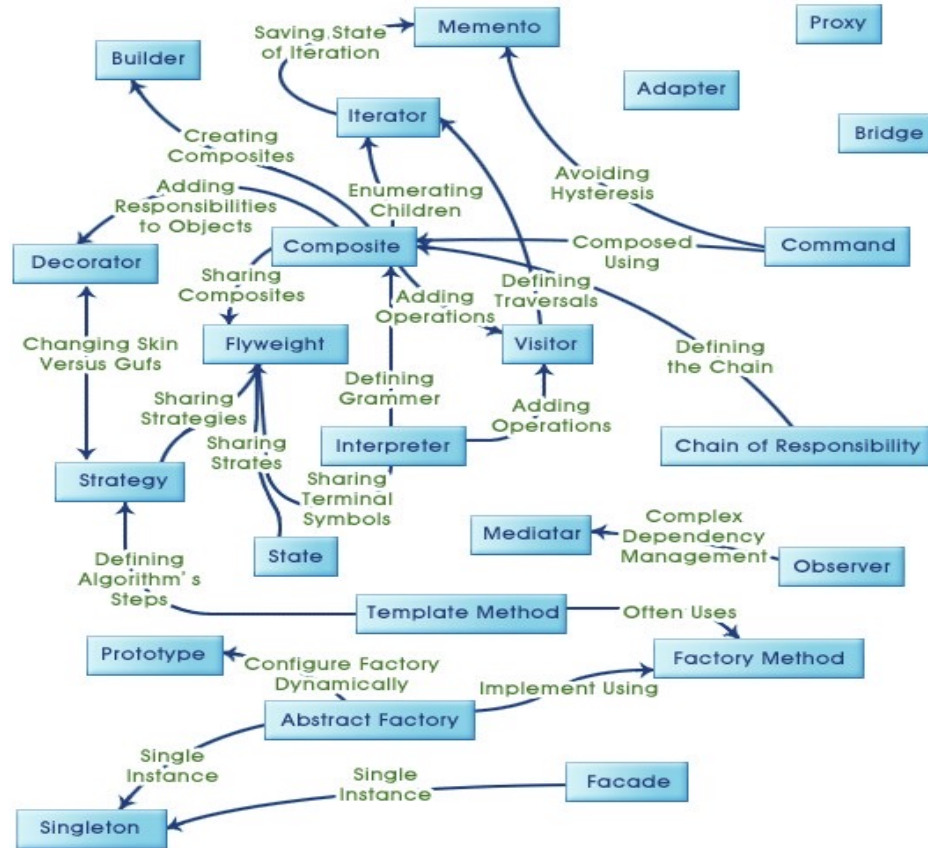 Memento
Proxy
Builder
Saving State
of Iteration
Adapter
Iterator
Bridge
Creating
Composites
Avoiding
Hysteresis
Adding
Responsibilities
to Objects
Enumerating
Children
Decorator
Composite
Composed
Using
Command
Sharing
Composites
Adding
Operations
Defining
Traversals
Changing Skin
Versus Gufs
Flyweight
Visitor
Defining
the Chain
Defining
Grammer
Sharing
Strategies
Adding
Operations
Sharing
Strates
Interpreter
Chain of Responsibility
Strategy
Sharing
Terminal
Symbols
Mediatar
Complex
Dependency
Management
State
Observer
Defining
Algorithm's
Steps
Template Method
Often Uses
Prototype
Configure Factory
Dynamically
Factory Method
Implement Using
Abstract Factory
Single
Instance
Single
Instance
Facade
Singleton